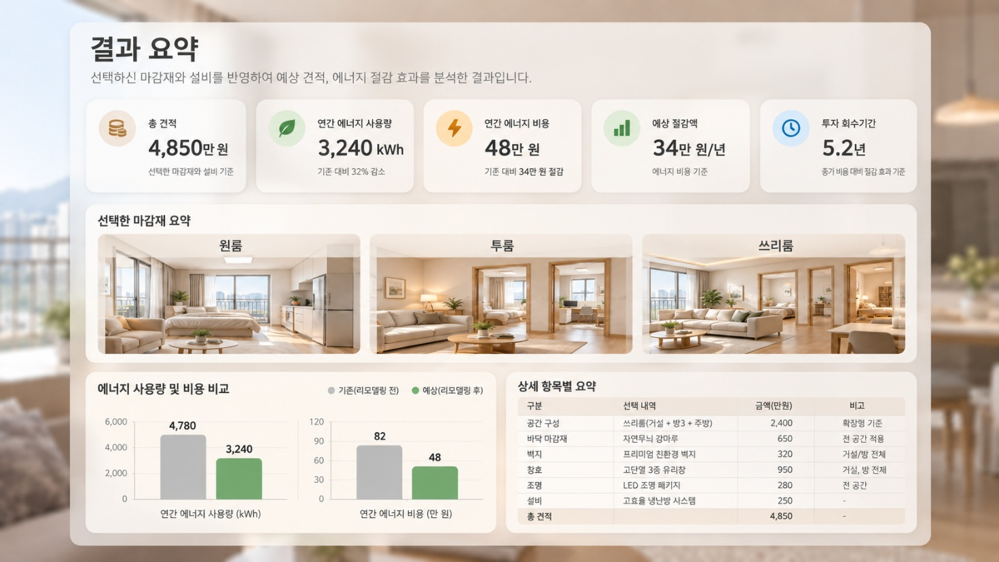 결과 요약
선택하신 마감재와 설비를 반영하여 예상 견적, 에너지 절감 효과를 분석한 결과입니다.
총 견적
4,850만 원
선택한 마감재와 설비 기준
연간 에너지 사용량
3,240 kWh
기존 대비 32% 감소
연간 에너지 비용
48만 원
기존 대비 34만 원 절감
예상 절감액
34만 원/년
에너지 비용 기준
투자 회수기간
5.2년
중가 비용 대비 절감 효과 기준
선택한 마감재 요약
원룸
투룸
쓰리룸
에너지 사용량 및 비용 비교
기존(리모델링 전)
예상(리모델링 후)
6,000
4,000
2,000
0
4,780
3,240
연간 에너지 사용량 (kWh)
120
90
60
30
0
82
48
연간 에너지 비용 (만 원)
상세 항목별 요약
구분 선택 내역 금액(만원) 비고
공간 구성 쓰리룸(거설 + 방3 + 주방) 2,400 확장형 기준
바닥 마감재 자연무늬 강마루 650 전 공간 적용
벽지 프리미엄 친환경 벽지 320 거설/방 전체
창호 고단열 3중 유리창 950 거실, 방 전체
조명 LED 조명 패키지 280 전 공간
설비 고효율 냉난방 시스템 250 -
총 견적 4,850 -